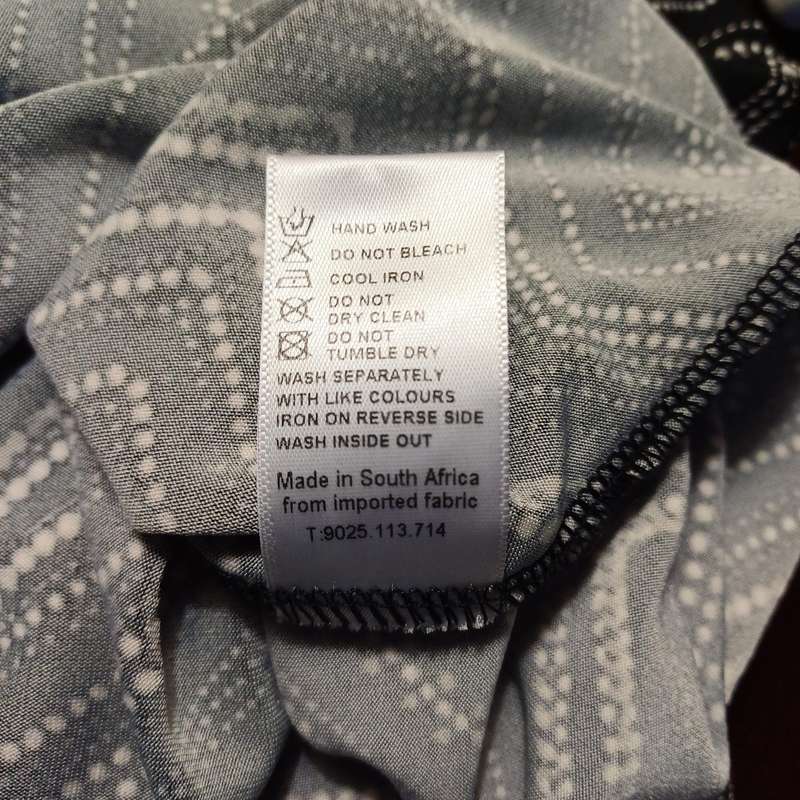 HAND WASH
DO NOT BLEACH
COOL IRON
DO NOT
DRY CLEAN
DO NOT
TUMBLE DRY
WASH SEPARATELY
WITH LIKE COLOURS
IRON ON REVERSE SIDE
WASH INSIDE OUT
Made in South Africa
from imported fabric
T:9025.113.714